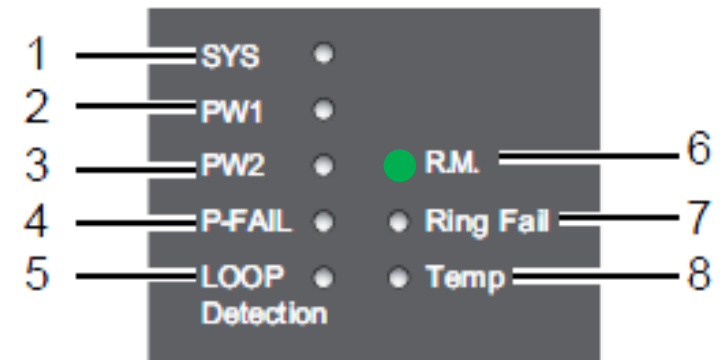 1 SYS
2 PW1
3 PW2 R.M. 6
4 P-FAIL Ring Fail 7
5 LOOP Temp 8
Detection